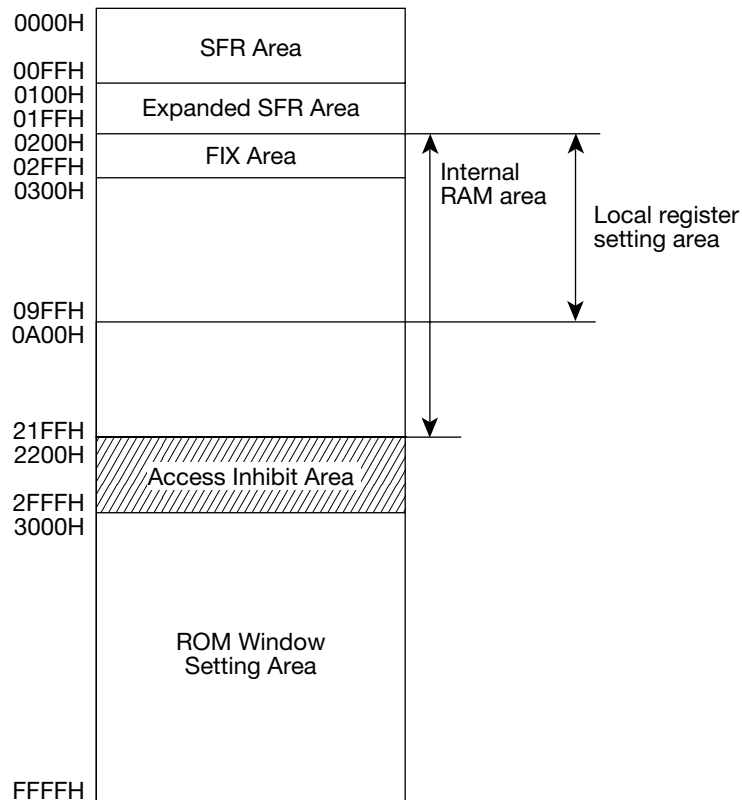 0000H
SFR Area
00FFH
0100H
Expanded SFR Area
01FFH
0200H
FIX Area
02FFH
0300H
Internal
RAM area
Local register
setting area
09FFH
0A00H
21FFH
2200H
Access Inhibit Area
2FFFH
3000H
ROM Window
Setting Area
FFFFH